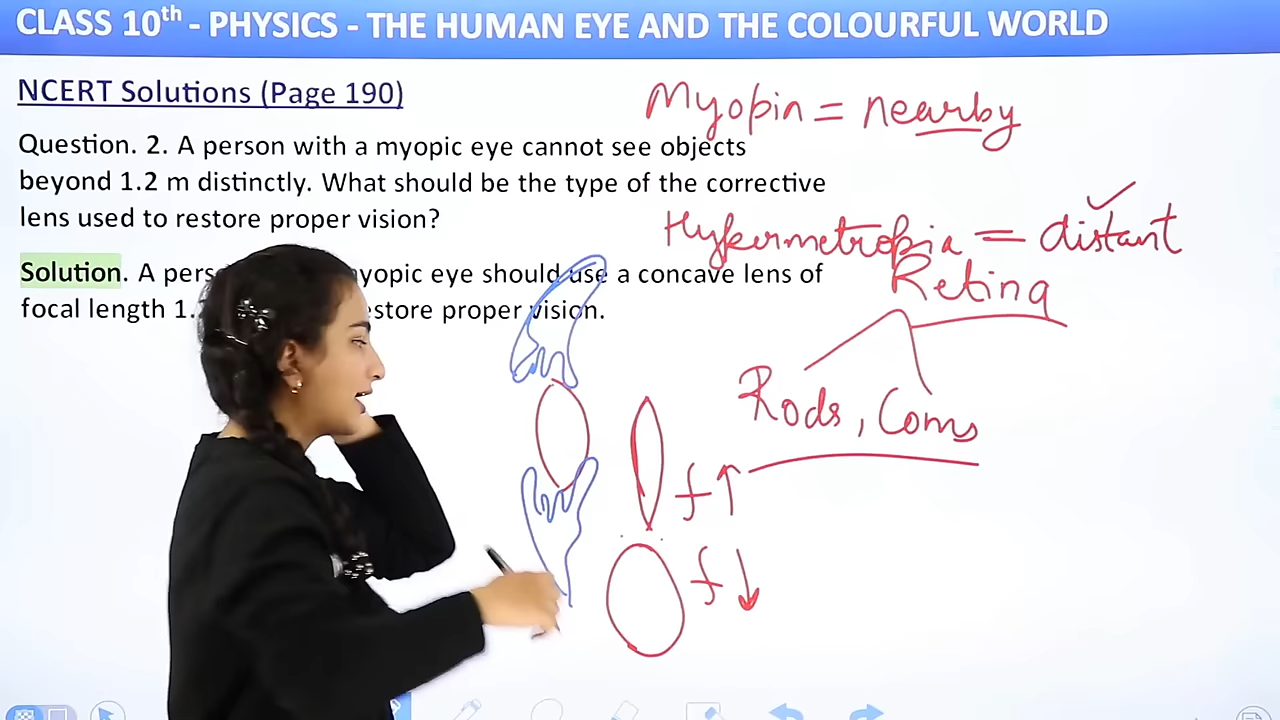 CLASS 10th - PHYSICS - THE HUMAN EYE AND THE COLOURFUL WORLD
NCERT Solutions (Page 190)
Myopia = nearby
Question. 2. A person with a myopic eye cannot see objects
beyond 1.2 m distinctly. What should be the type of the corrective
lens used to restore proper vision?
Hypermetropia = distant
Solution. A pers yopic eye should use a concave lens of
focal length 1. estore proper vision.
Retina
Rods, Cones
f↑
f↓